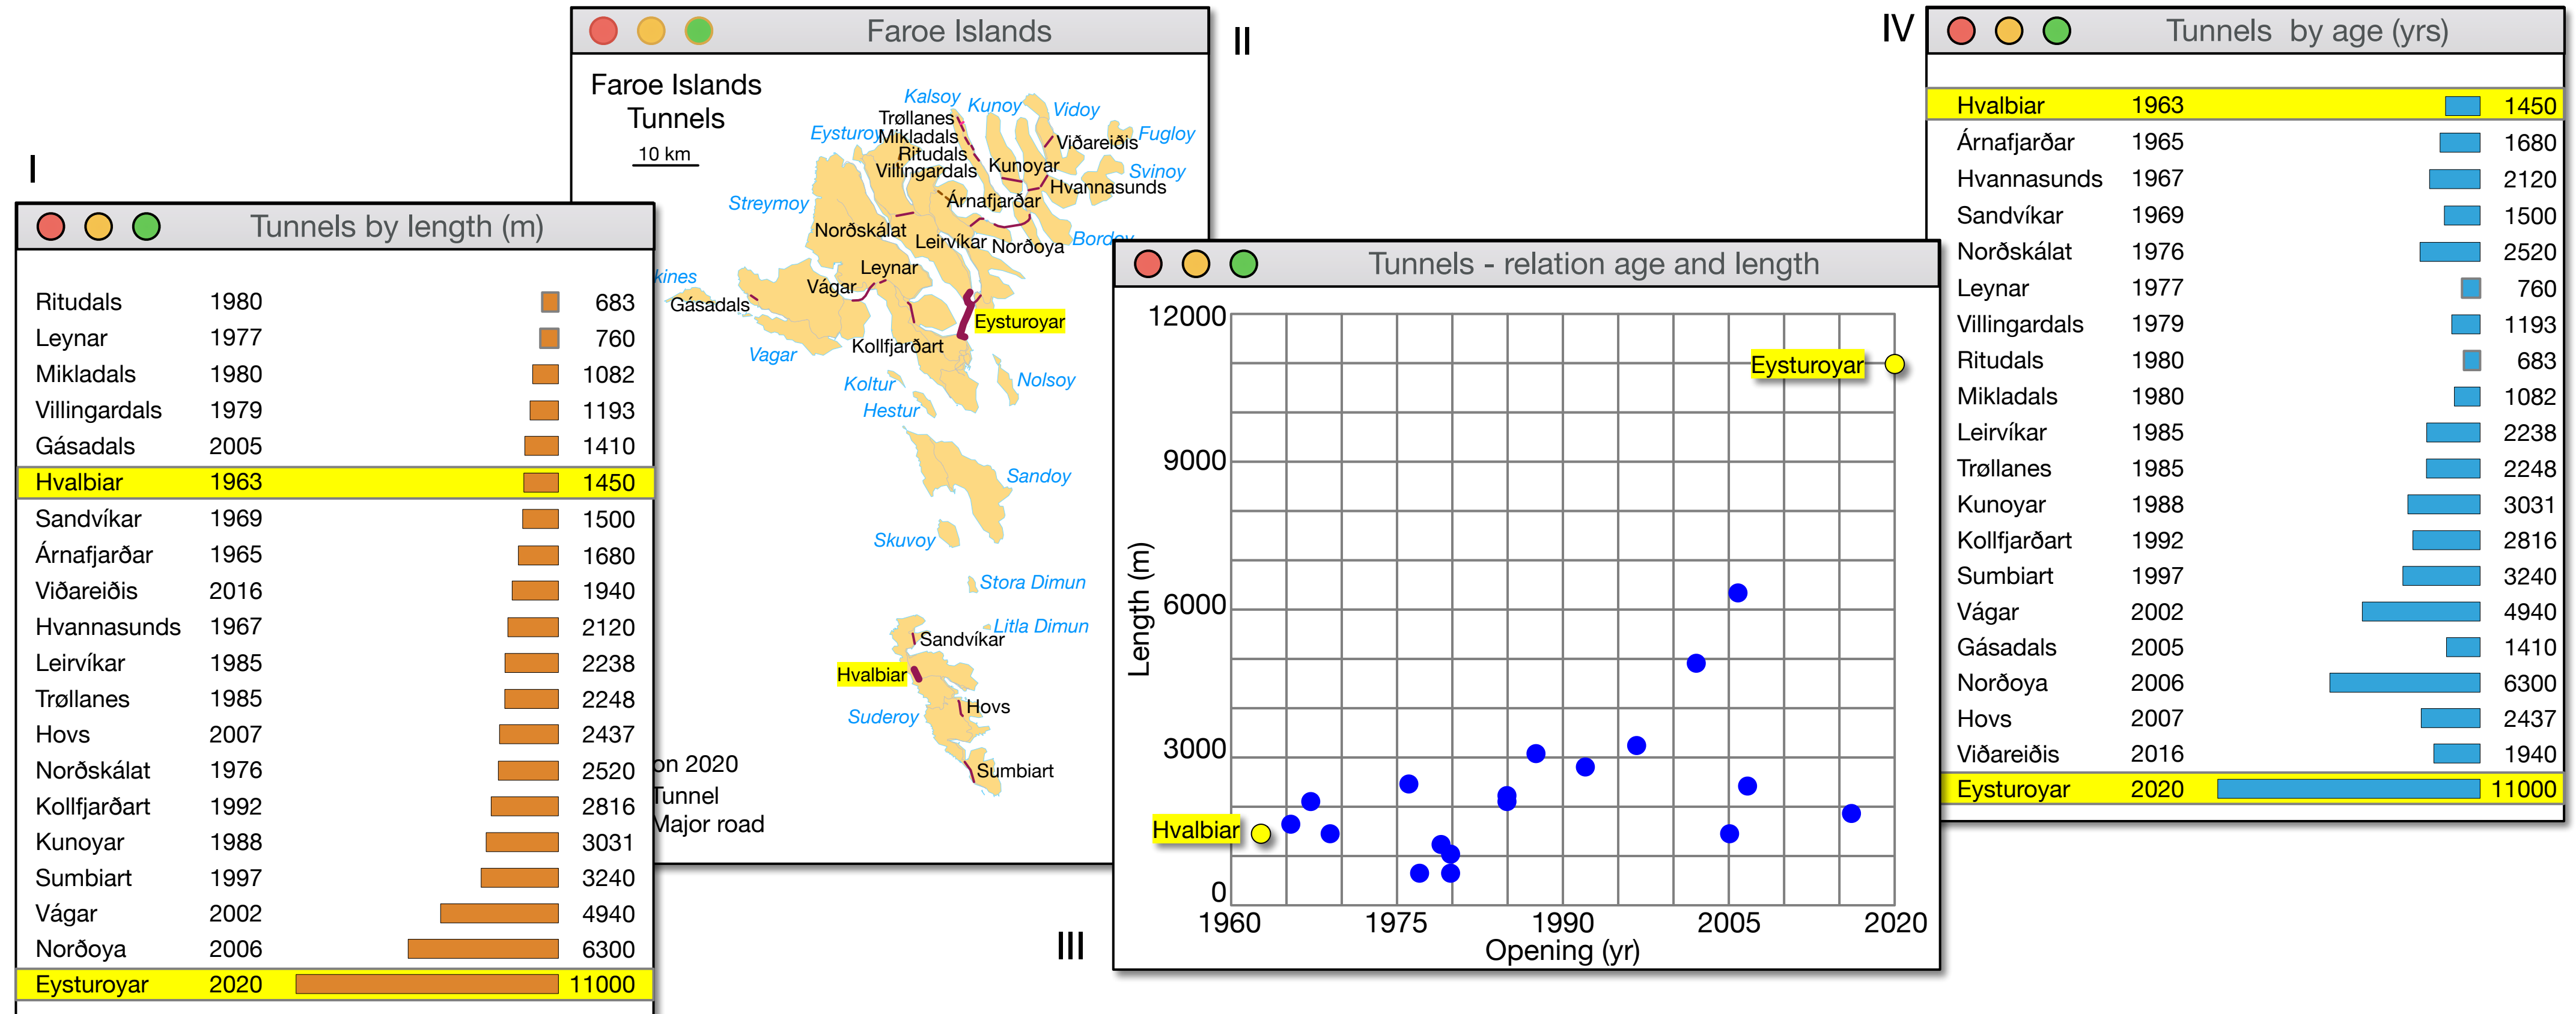 I
Tunnels by length (m)
Ritudals 1980 683
Leynar 1977 760
Mikladals 1980 1082
Villingardals 1979 1193
Gásadals 2005 1410
Hvalbiar 1963 1450
Sandvíkar 1969 1500
Árnafjarðar 1965 1680
Viðareiðis 2016 1940
Hvannasunds 1967 2120
Leirvíkar 1985 2238
Trøllanes 1985 2248
Hovs 2007 2437
Norðskálat 1976 2520
Kollfjarðart 1992 2816
Kunoyar 1988 3031
Sumbiart 1997 3240
Vágar 2002 4940
Norðoya 2006 6300
Eysturoyar 2020 11000
II
Faroe Islands
Faroe Islands
Tunnels
10 km
Kalsoy
Kunoy
Vidoy
Trøllanes
Eysturoy
Mikladals
Fugloy
Viðareiðis
Ritudals
Villingardals
Kunoyar
Svinoy
Hvannasunds
Streymoy
Árnafjarðar
Norðskálat
Leirvíkar
Norðoya
Bordoy
Leynar
kines
Vágar
Gásadals
Eysturoyar
Kollfjarðart
Vagar
Koltur
Nolsoy
Hestur
Sandoy
Skuvoy
Stora Dimun
Litla Dimun
Sandvíkar
Hvalbiar
Hovs
Suderoy
Sumbiart
on 2020
Tunnel
Major road
III
Tunnels - relation age and length
12000
Eysturoyar
9000
Length (m)
6000
3000
Hvalbiar
0
1960 1975 1990 2005 2020
Opening (yr)
IV
Tunnels by age (yrs)
Hvalbiar 1963 1450
Árnafjarðar 1965 1680
Hvannasunds 1967 2120
Sandvíkar 1969 1500
Norðskálat 1976 2520
Leynar 1977 760
Villingardals 1979 1193
Ritudals 1980 683
Mikladals 1980 1082
Leirvíkar 1985 2238
Trøllanes 1985 2248
Kunoyar 1988 3031
Kollfjarðart 1992 2816
Sumbiart 1997 3240
Vágar 2002 4940
Gásadals 2005 1410
Norðoya 2006 6300
Hovs 2007 2437
Viðareiðis 2016 1940
Eysturoyar 2020 11000